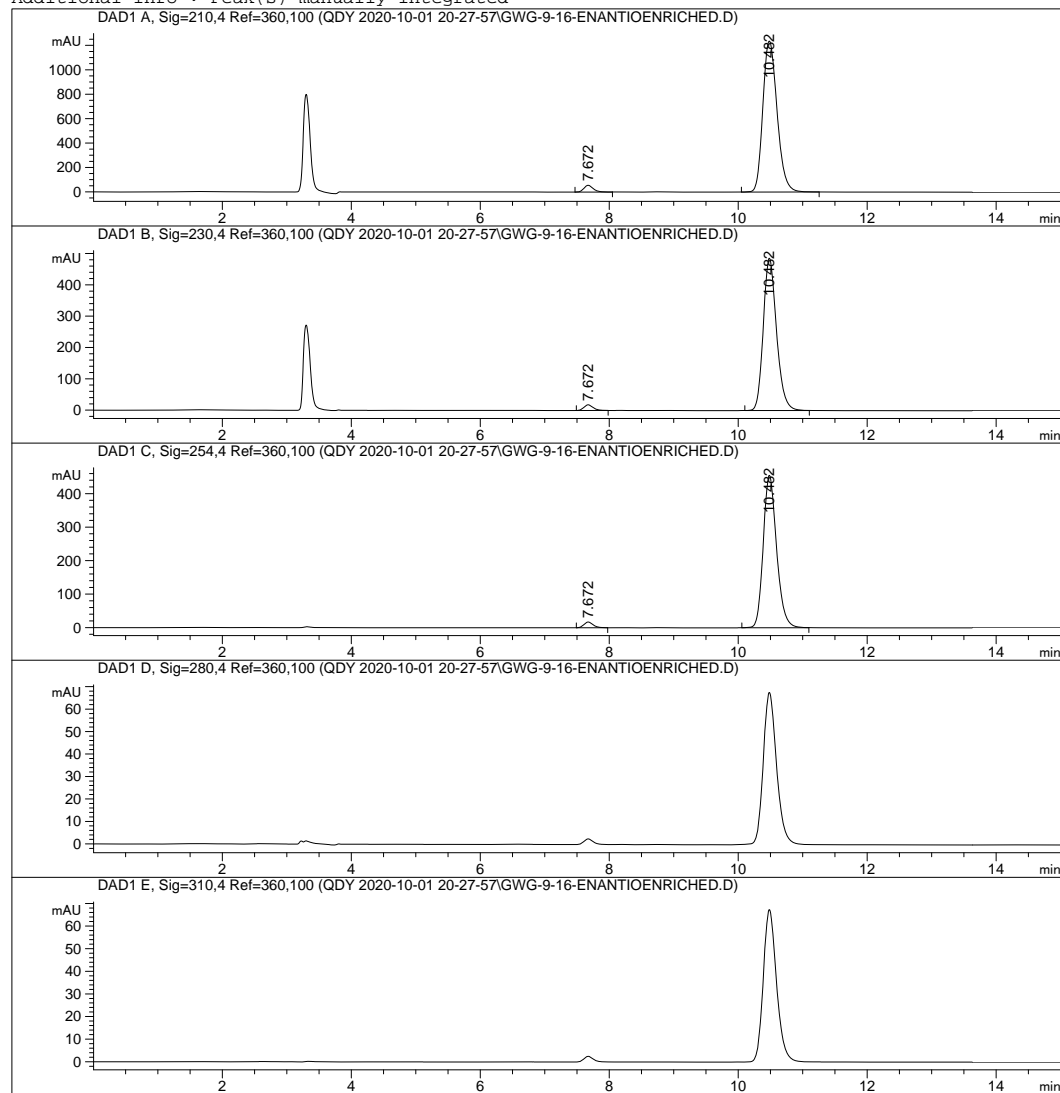 Additional Info : Peak(s) manually integrated
DAD1 A, Sig=210,4 Ref=360,100 (QDY 2020-10-01 20-27-57\GWG-9-16-ENANTIOENRICHED.D)
mAU
1000
800
600
400
200
0
7.672
10.482
2 4 6 8 10 12 14 min
DAD1 B, Sig=230,4 Ref=360,100 (QDY 2020-10-01 20-27-57\GWG-9-16-ENANTIOENRICHED.D)
mAU
400
300
200
100
0
7.672
10.482
2 4 6 8 10 12 14 min
DAD1 C, Sig=254,4 Ref=360,100 (QDY 2020-10-01 20-27-57\GWG-9-16-ENANTIOENRICHED.D)
mAU
400
300
200
100
0
7.672
10.482
2 4 6 8 10 12 14 min
DAD1 D, Sig=280,4 Ref=360,100 (QDY 2020-10-01 20-27-57\GWG-9-16-ENANTIOENRICHED.D)
mAU
60
50
40
30
20
10
0
2 4 6 8 10 12 14 min
DAD1 E, Sig=310,4 Ref=360,100 (QDY 2020-10-01 20-27-57\GWG-9-16-ENANTIOENRICHED.D)
mAU
60
50
40
30
20
10
0
2 4 6 8 10 12 14 min